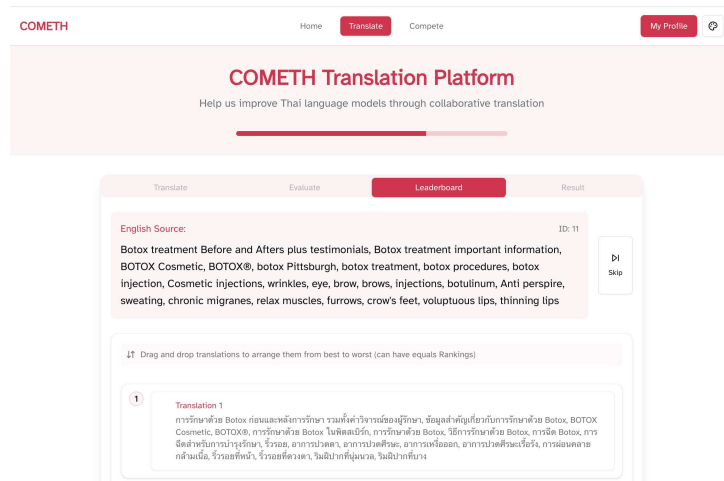 COMETH
Home
Translate
Compete
My Profile
COMETH Translation Platform
Help us improve Thai language models through collaborative translation
Translate
Evaluate
Leaderboard
Result
English Source:
ID: 11
Botox treatment Before and Afters plus testimonials, Botox treatment important information,
BOTOX Cosmetic, BOTOX®, botox Pittsburgh, botox treatment, botox procedures, botox
injection, Cosmetic injections, wrinkles, eye, brow, brows, injections, botulinum, Anti perspire,
sweating, chronic migranes, relax muscles, furrows, crow's feet, voluptuous lips, thinning lips
Skip
Drag and drop translations to arrange them from best to worst (can have equals Rankings)
1
Translation 1
การรักษาด้วย Botox ก่อนและหลังการรักษา รวมทั้งคำวิจารณ์ของผู้รักษา, ข้อมูลสำคัญเกี่ยวกับการรักษาด้วย Botox, BOTOX
Cosmetic, BOTOX®, การรักษาด้วย Botox ในพิตสเบิร์ก, การรักษาด้วย Botox, วิธีการรักษาด้วย Botox, การฉีด Botox, การ
ฉีดสำหรับการบำรุงรักษา, ริ้วรอย, อาการปวดตา, อาการปวดศีรษะ, อาการเหงื่อออก, อาการปวดศีรษะเรื้อรัง, การผ่อนคลาย
กล้ามเนื้อ, ริ้วรอยที่หน้า, ริ้วรอยที่ดวงตา, ริมฝีปากที่นุ่มนวล, ริมฝีปากที่บาง